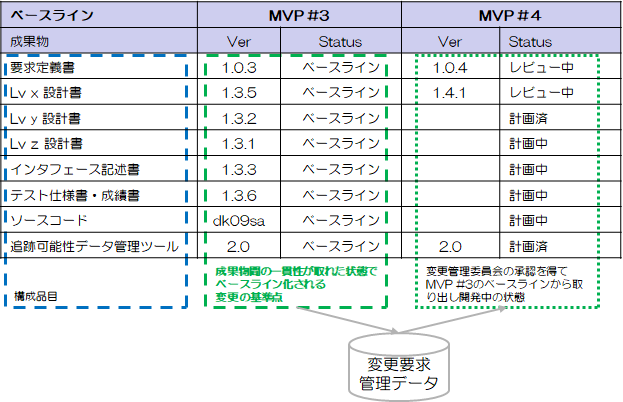 ベースライン MVP #3 MVP #4
成果物 Ver Status Ver Status
要求定義書 1.0.3 ベースライン 1.0.4 レビュー中
Lv x 設計書 1.3.5 ベースライン 1.4.1 レビュー中
Lv y 設計書 1.3.2 ベースライン 計画済
Lv z 設計書 1.3.1 ベースライン 計画中
インタフェース記述書 1.3.3 ベースライン 計画中
テスト仕様書・成績書 1.3.6 ベースライン 計画中
ソースコード dk09sa ベースライン 計画中
追跡可能性データ管理ツール 2.0 ベースライン 2.0 計画済
構成品目
成果物間の一貫性が取れた状態で
ベースライン化される
変更の基準点
変更管理委員会の承認を得て
MVP #3のベースラインから取
り出し開発中の状態
変更要求
管理データ